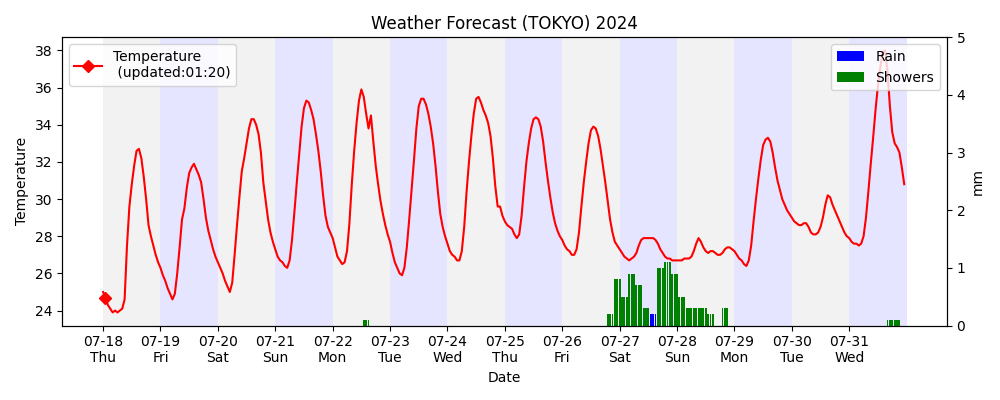 Weather Forecast (TOKYO) 2024
Temperature
(updated:01:20)
Rain
Showers
38
36
34
32
30
28
26
24
Temperature
5
4
3
2
1
0
mm
07-18 07-19 07-20 07-21 07-22 07-23 07-24 07-25 07-26 07-27 07-28 07-29 07-30 07-31
Thu Fri Sat Sun Mon Tue Wed Thu Fri Sat Sun Mon Tue Wed
Date